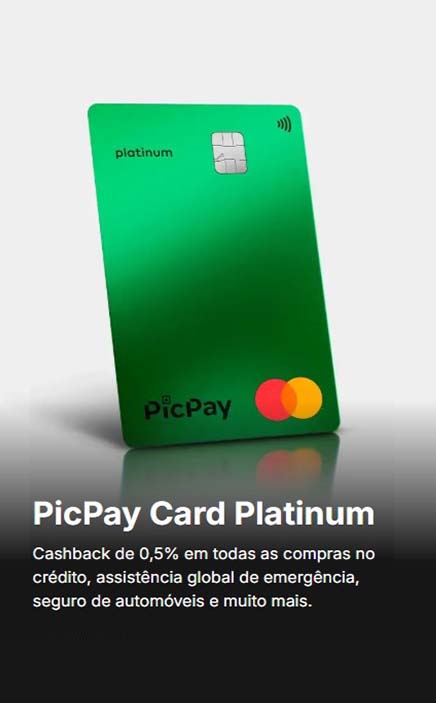 platinum
PicPay
PicPay Card Platinum
Cashback de 0,5% em todas as compras no
crédito, assistência global de emergência,
seguro de automóveis e muito mais.